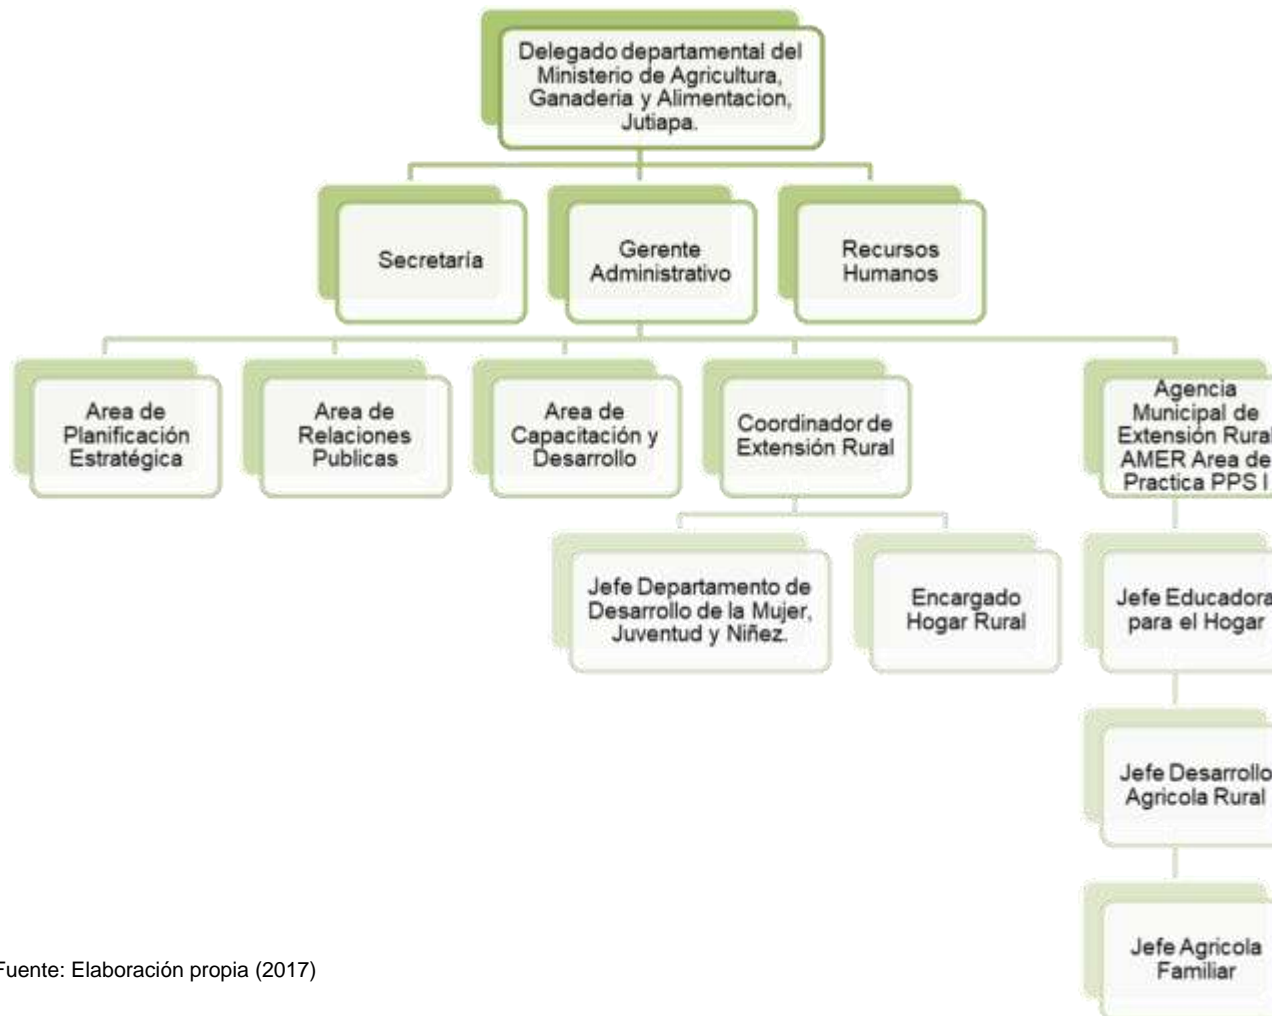 Delegado departamental del
Ministerio de Agricultura,
Ganaderia y Alimentacion,
Jutiapa.
Secretaría
Gerente
Administrativo
Recursos
Humanos
Area de
Planificación
Estratégica
Area de
Relaciones
Publicas
Area de
Capacitación y
Desarrollo
Coordinador de
Extensión Rural
Agencia
Municipal de
Extensión Rural
AMER Area de
Practica PPS I
Jefe Departamento de
Desarrollo de la Mujer,
Juventud y Niñez.
Encargado
Hogar Rural
Jefe Educadora
para el Hogar
Jefe Desarrollo
Agricola Rural
Jefe Agricola
Familiar
Fuente: Elaboración propia (2017)